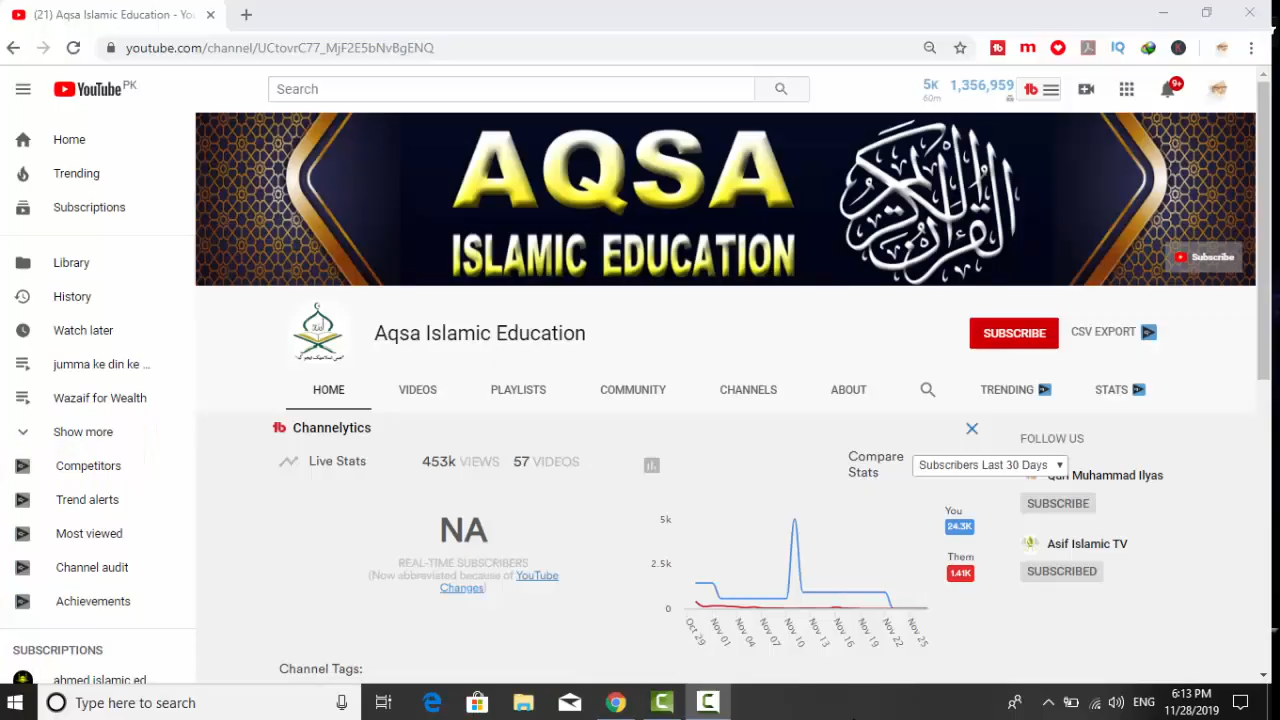 (21) Aqsa Islamic Education - Yo
youtube.com/channel/UCtovrC77_MjF2E5bNvBgENQ
YouTube PK
Search
5K
60m
1,356,959
9+
Home
Trending
Subscriptions
Library
History
Watch later
jumma ke din ke ...
Wazaif for Wealth
Show more
Competitors
Trend alerts
Most viewed
Channel audit
Achievements
SUBSCRIPTIONS
ahmed islamic ed
AQSA
ISLAMIC EDUCATION
القرآن الكريم
Subscribe
Aqsa Islamic Education
SUBSCRIBE
CSV EXPORT
HOME
VIDEOS
PLAYLISTS
COMMUNITY
CHANNELS
ABOUT
TRENDING
STATS
Channelytics
Live Stats
453k VIEWS 57 VIDEOS
Compare Stats
Subscribers Last 30 Days
NA
REAL-TIME SUBSCRIBERS
(Now abbreviated because of YouTube
Changes)
5k
2.5k
0
Oct 29
Nov 01
Nov 04
Nov 07
Nov 10
Nov 13
Nov 16
Nov 19
Nov 22
Nov 25
You
24.3K
Them
1.41K
FOLLOW US
Qari Muhammad Ilyas
SUBSCRIBE
Asif Islamic TV
SUBSCRIBED
Channel Tags:
Type here to search
ENG
6:13 PM
11/28/2019